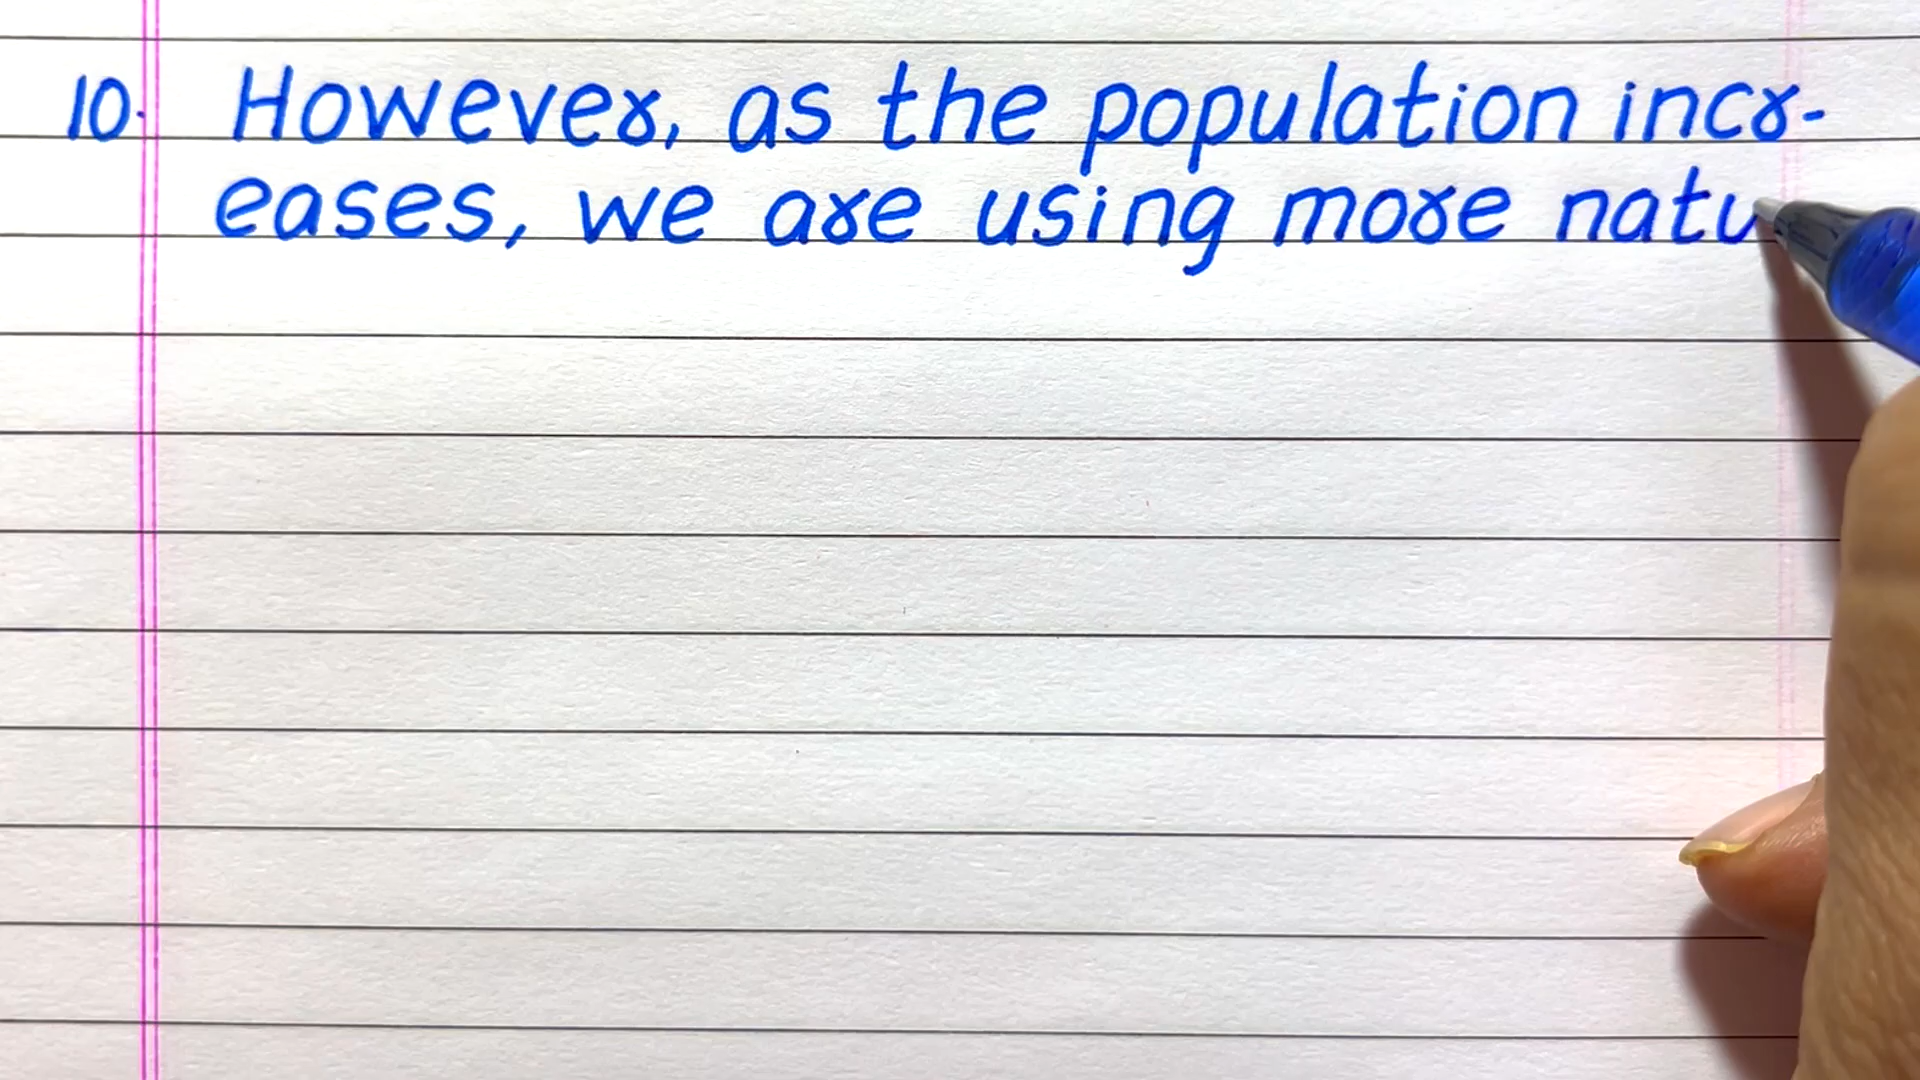 10. However, as the population incr-
eases, we are using more natu